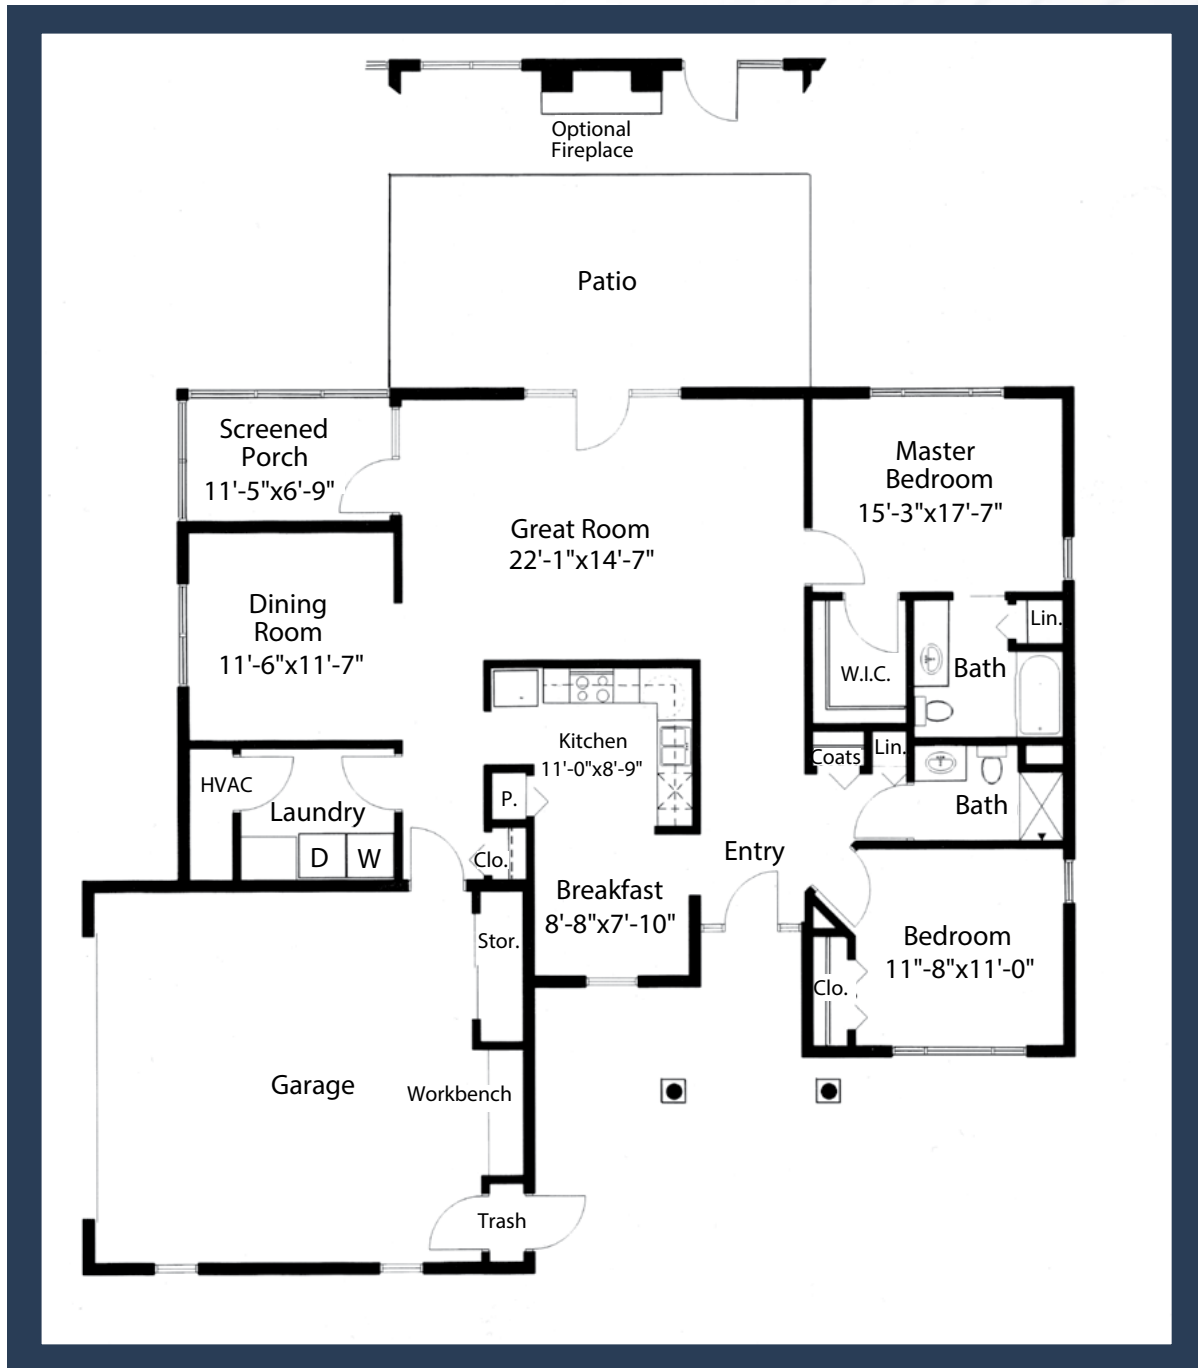 Optional
Fireplace
Patio
Screened
Porch
11'-5"x6'-9"
Master
Bedroom
15'-3"x17'-7"
Great Room
22'-1"x14'-7"
Dining
Room
11'-6"x11'-7"
Lin.
W.I.C.
Bath
Kitchen
11'-0"x8'-9"
Coats
Lin.
HVAC
Laundry
P.
Bath
D
W
Clo.
Entry
Breakfast
8'-8"x7'-10"
Stor.
Bedroom
11"-8"x11'-0"
Clo.
Garage
Workbench
Trash